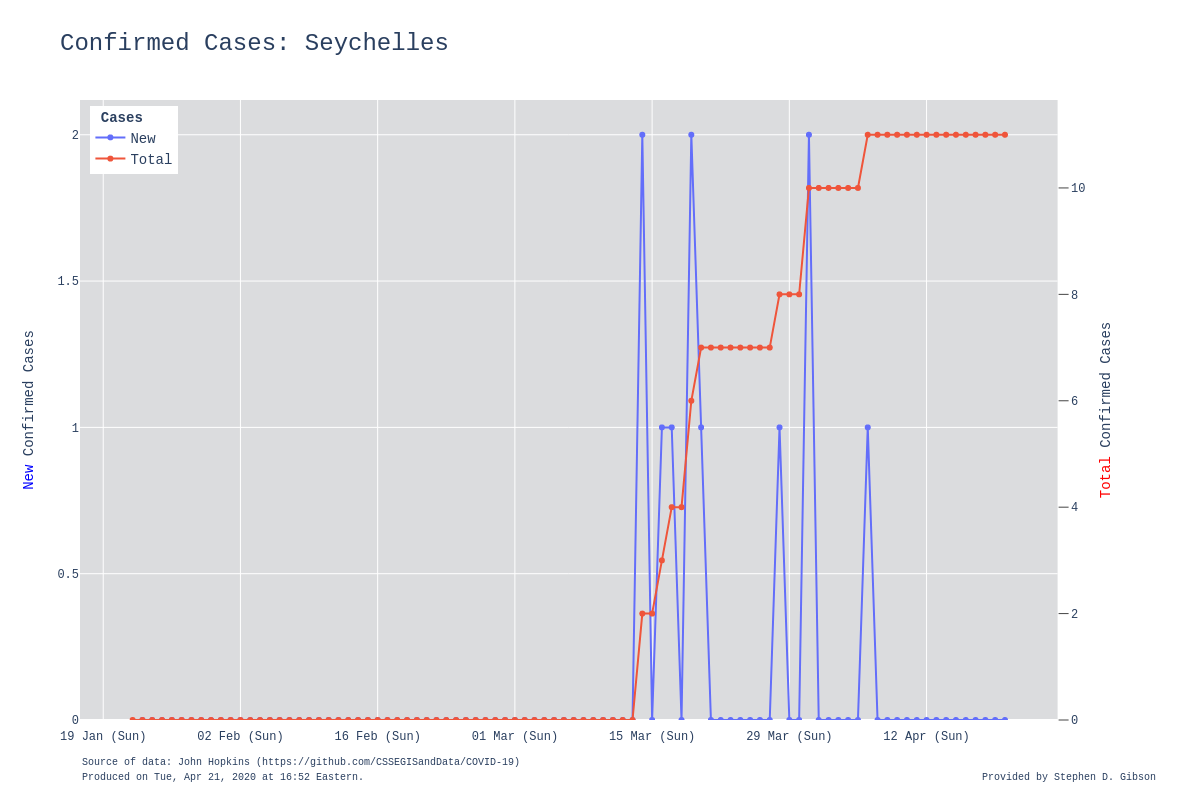 Confirmed Cases: Seychelles
Cases
New
Total
2
1.5
1
0.5
0
New Confirmed Cases
10
8
6
4
2
0
Total Confirmed Cases
19 Jan (Sun) 02 Feb (Sun) 16 Feb (Sun) 01 Mar (Sun) 15 Mar (Sun) 29 Mar (Sun) 12 Apr (Sun)
Source of data: John Hopkins (https://github.com/CSSEGISandData/COVID-19)
Produced on Tue, Apr 21, 2020 at 16:52 Eastern.
Provided by Stephen D. Gibson